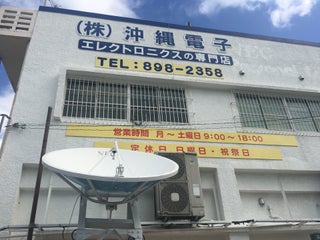 (株)沖縄電子
エレクトロニクスの専門店
TEL:898-2358
営業時間 月〜土曜日9:00〜18:00
定休日 日曜日・祝祭日